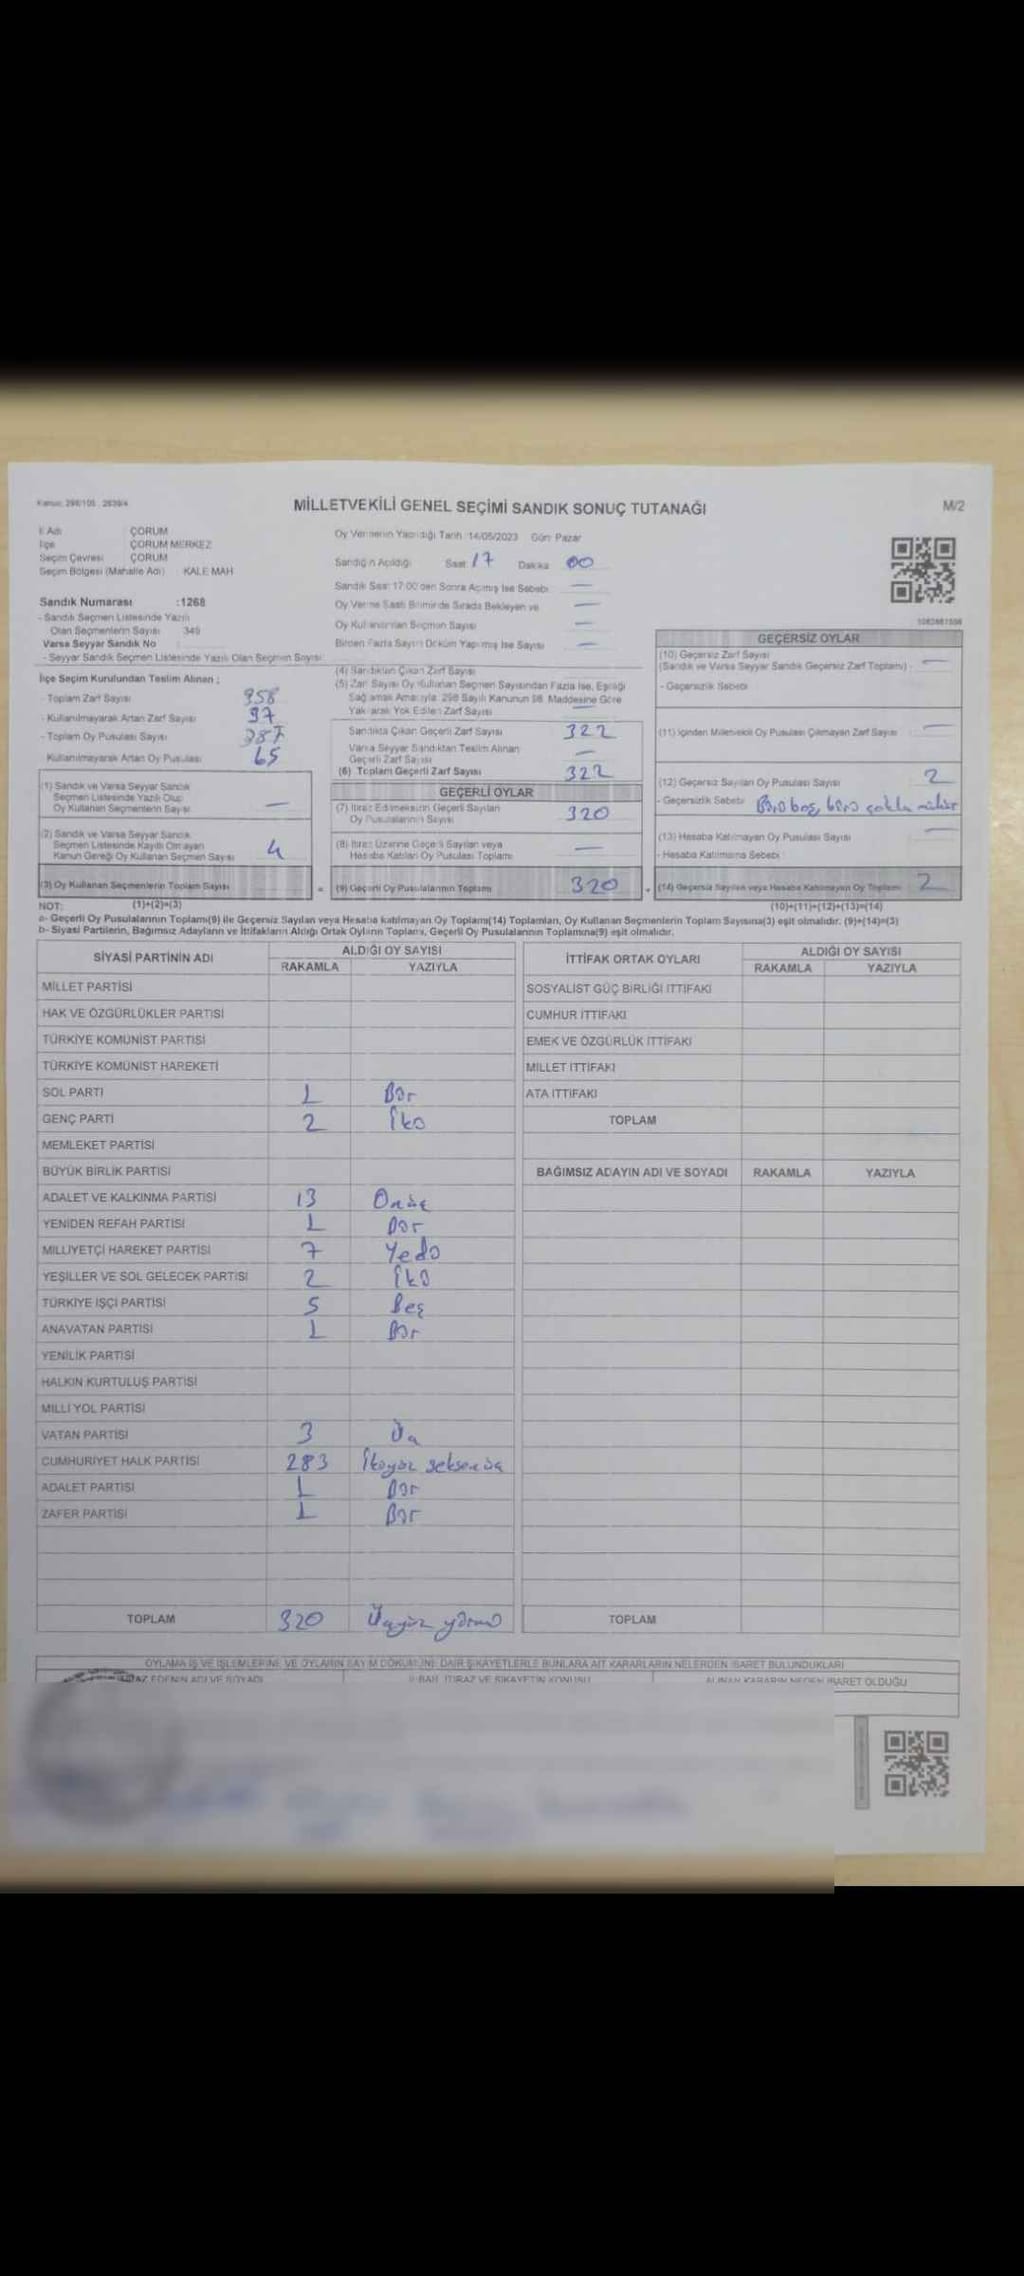 MİLLETVEKİLİ GENEL SEÇİMİ SANDIK SONUÇ TUTANAĞI
M/2
İl Adı ÇORUM
İlçe ÇORUM MERKEZ
Seçim Çevresi ÇORUM
Seçim Bölgesi (Mahalle Adı) KALE MAH
Sandık Numarası :1268
- Sandık Seçmen Listesinde Yazılı
Olan Seçmenlerin Sayısı 349
Varsa Seyyar Sandık No
- Seyyar Sandık Seçmen Listesinde Yazılı Olan Seçmen Sayısı
Oy Vermenin Yapıldığı Tarih :14/05/2023 Gün: Pazar
Sandığın Açıldığı Saat 17 Dakika 00
Sandık Saat 17:00'den Sonra Açılmış İse Sebebi —
Oy Verme Saati Bitiminde Sırada Bekleyen ve —
Oy Kullandırılan Seçmen Sayısı —
Birden Fazla Sayım Döküm Yapılmış İse Sayısı —
İlçe Seçim Kurulundan Teslim Alınan ;
- Toplam Zarf Sayısı 358
- Kullanılmayarak Artan Zarf Sayısı 37
- Toplam Oy Pusulası Sayısı 387
Kullanılmayarak Artan Oy Pusulası 65
(1) Sandık ve Varsa Seyyar Sandık
Seçmen Listesinde Yazılı Olup
Oy Kullanan Seçmenlerin Sayısı —
(2) Sandık ve Varsa Seyyar Sandık
Seçmen Listesinde Kayıtlı Olmayan
Kanun Gereği Oy Kullanan Seçmen Sayısı 4
(3) Oy Kullanan Seçmenlerin Toplam Sayısı
(4) Sandıktan Çıkan Zarf Sayısı
(5) Zarf Sayısı Oy Kullanan Seçmen Sayısından Fazla İse, Eşitliği
Sağlamak Amacıyla 298 Sayılı Kanunun 98. Maddesine Göre
Yakılarak Yok Edilen Zarf Sayısı —
Sandıkta Çıkan Geçerli Zarf Sayısı 322
Varsa Seyyar Sandıktan Teslim Alınan
Geçerli Zarf Sayısı —
(6) Toplam Geçerli Zarf Sayısı 322
GEÇERLİ OYLAR
(7) İtiraz Edilmeksizin Geçerli Sayılan
Oy Pusulalarının Sayısı 320
(8) İtiraz Üzerine Geçerli Sayılan veya
Hesaba Katılan Oy Pusulası Toplamı —
(9) Geçerli Oy Pusulalarının Toplamı 320
GEÇERSİZ OYLAR
(10) Geçersiz Zarf Sayısı
(Sandık ve Varsa Seyyar Sandık Geçersiz Zarf Toplamı) —
- Geçersizlik Sebebi
(11) İçinden Milletvekili Oy Pusulası Çıkmayan Zarf Sayısı —
(12) Geçersiz Sayılan Oy Pusulası Sayısı 2
- Geçersizlik Sebebi Birisi boş, birisi çoklu mühür
(13) Hesaba Katılmayan Oy Pusulası Sayısı —
- Hesaba Katılmama Sebebi
(14) Geçersiz Sayılan veya Hesaba Katılmayan Oy Toplamı 2
NOT: (1)+(2)=(3)
(10)+(11)+(12)+(13)=(14)
a- Geçerli Oy Pusulalarının Toplamı(9) ile Geçersiz Sayılan veya Hesaba katılmayan Oy Toplamı(14) Toplamları, Oy Kullanan Seçmenlerin Toplam Sayısına(3) eşit olmalıdır. (9)+(14)=(3)
b- Siyasi Partilerin, Bağımsız Adayların ve İttifakların Aldığı Ortak Oyların Toplamı, Geçerli Oy Pusulalarının Toplamına(9) eşit olmalıdır.
SİYASİ PARTİNİN ADI ALDIĞI OY SAYISI
RAKAMLA YAZIYLA
MİLLET PARTİSİ
HAK VE ÖZGÜRLÜKLER PARTİSİ
TÜRKİYE KOMÜNİST PARTİSİ
TÜRKİYE KOMÜNİST HAREKETİ
SOL PARTİ 1 Bir
GENÇ PARTİ 2 İki
MEMLEKET PARTİSİ
BÜYÜK BİRLİK PARTİSİ
ADALET VE KALKINMA PARTİSİ 13 Onüç
YENİDEN REFAH PARTİSİ 1 Bir
MİLLİYETÇİ HAREKET PARTİSİ 7 Yedi
YEŞİLLER VE SOL GELECEK PARTİSİ 2 İki
TÜRKİYE İŞÇİ PARTİSİ 5 Beş
ANAVATAN PARTİSİ 1 Bir
YENİLİK PARTİSİ
HALKIN KURTULUŞ PARTİSİ
MİLLİ YOL PARTİSİ
VATAN PARTİSİ 3 Üç
CUMHURİYET HALK PARTİSİ 283 İkiyüz seksenüç
ADALET PARTİSİ 1 Bir
ZAFER PARTİSİ 1 Bir
TOPLAM 320 Üçyüz yirmi
İTTİFAK ORTAK OYLARI ALDIĞI OY SAYISI
RAKAMLA YAZIYLA
SOSYALİST GÜÇ BİRLİĞİ İTTİFAKI
CUMHUR İTTİFAKI
EMEK VE ÖZGÜRLÜK İTTİFAKI
MİLLET İTTİFAKI
ATA İTTİFAKI
TOPLAM
BAĞIMSIZ ADAYIN ADI VE SOYADI RAKAMLA YAZIYLA
TOPLAM
OYLAMA İŞ VE İŞLEMLERİNE VE OYLARIN SAYIM DÖKÜMÜNE DAİR ŞİKAYETLERLE BUNLARA AİT KARARLARIN NELERDEN İBARET BULUNDUKLARI
İTİRAZ EDENİN ADI VE SOYADI
İTİRAZ VE ŞİKAYETİN KONUSU
ALINAN KARARIN NEDEN İBARET OLDUĞU